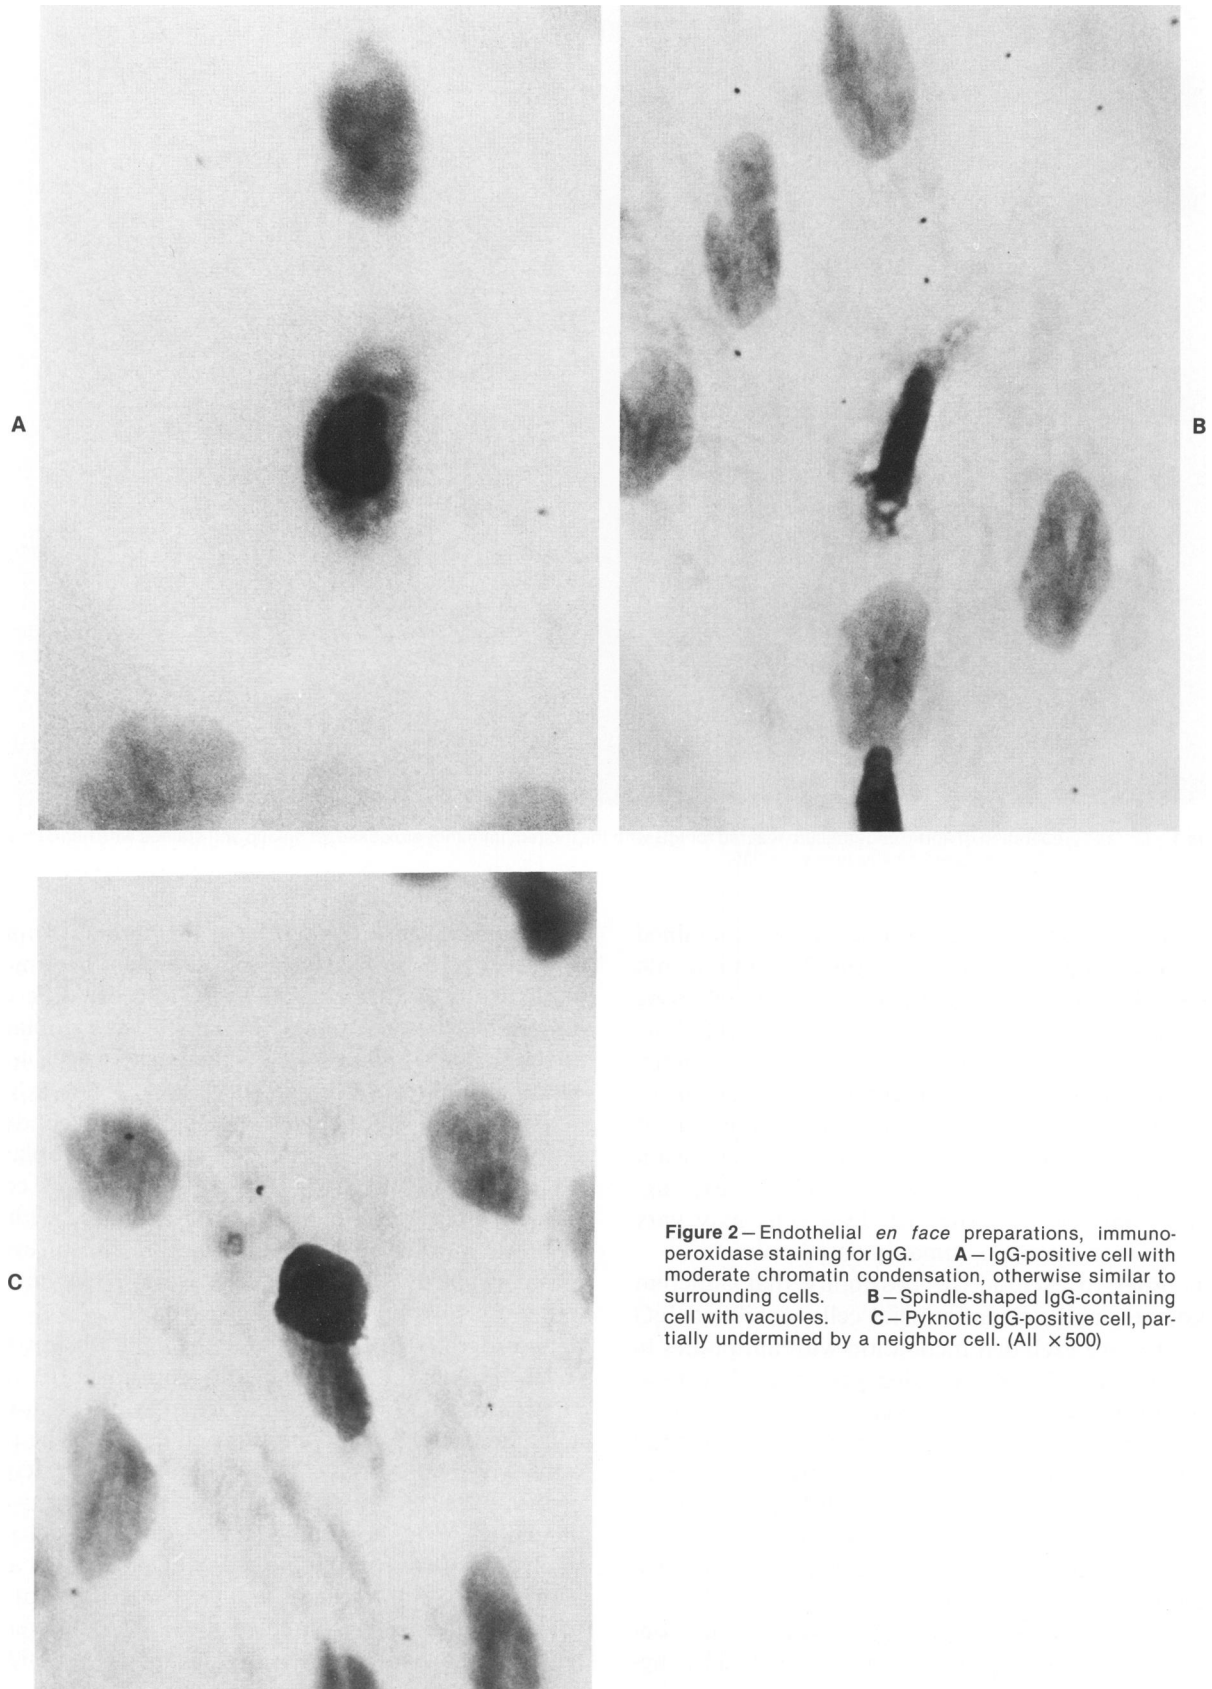 A
B
C
Figure 2—Endothelial en face preparations, immuno-
peroxidase staining for IgG. A—IgG-positive cell with
moderate chromatin condensation, otherwise similar to
surrounding cells. B—Spindle-shaped IgG-containing
cell with vacuoles. C—Pyknotic IgG-positive cell, par-
tially undermined by a neighbor cell. (All ×500)